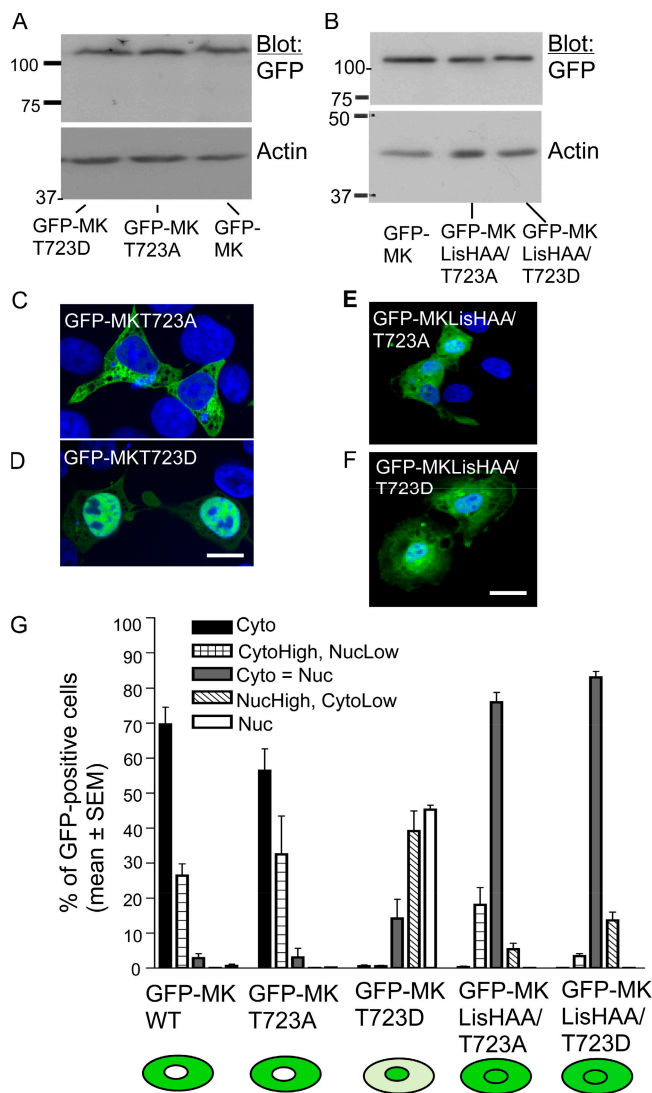 A
100
75
37-
Blot:
GFP
Actin
GFP-MK
T723D
GFP-MK
T723A
GFP-
MK
B
100-
75
50
37
Blot:
GFP
Actin
GFP-
MK
GFP-MK
LisHAA/
T723A
GFP-MK
LisHAA/
T723D
C
GFP-MKT723A
D
GFP-MKT723D
E
GFP-MKLisHAA/
T723A
F
GFP-MKLisHAA/
T723D
G
% of GFP-positive cells
(mean ± SEM)
100
90
80
70
60
50
40
30
20
10
0
Cyto
CytoHigh, NucLow
Cyto = Nuc
NucHigh, CytoLow
Nuc
GFP-MK
WT
GFP-MK
T723A
GFP-MK
T723D
GFP-MK
LisHAA/
T723A
GFP-MK
LisHAA/
T723D